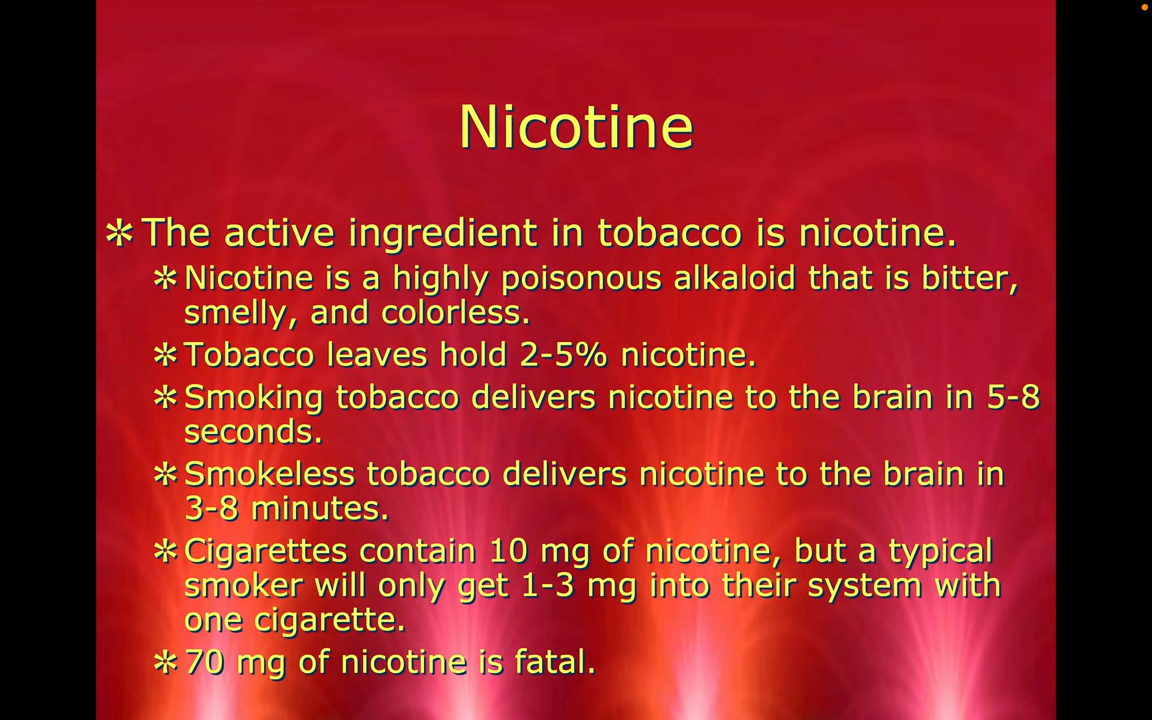 Nicotine
✲ The active ingredient in tobacco is nicotine.
✲ Nicotine is a highly poisonous alkaloid that is bitter,
smelly, and colorless.
✲ Tobacco leaves hold 2-5% nicotine.
✲ Smoking tobacco delivers nicotine to the brain in 5-8
seconds.
✲ Smokeless tobacco delivers nicotine to the brain in
3-8 minutes.
✲ Cigarettes contain 10 mg of nicotine, but a typical
smoker will only get 1-3 mg into their system with
one cigarette.
✲ 70 mg of nicotine is fatal.